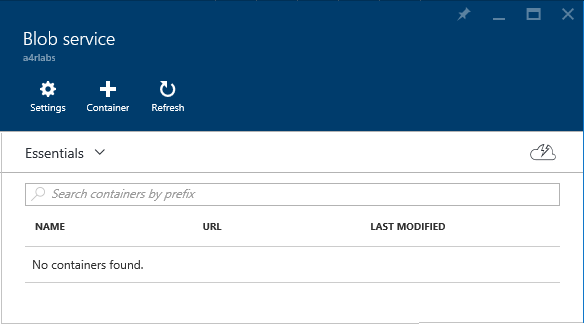 Blob service
a4rlabs
Settings Container Refresh
Essentials
Search containers by prefix
NAME URL LAST MODIFIED
No containers found.